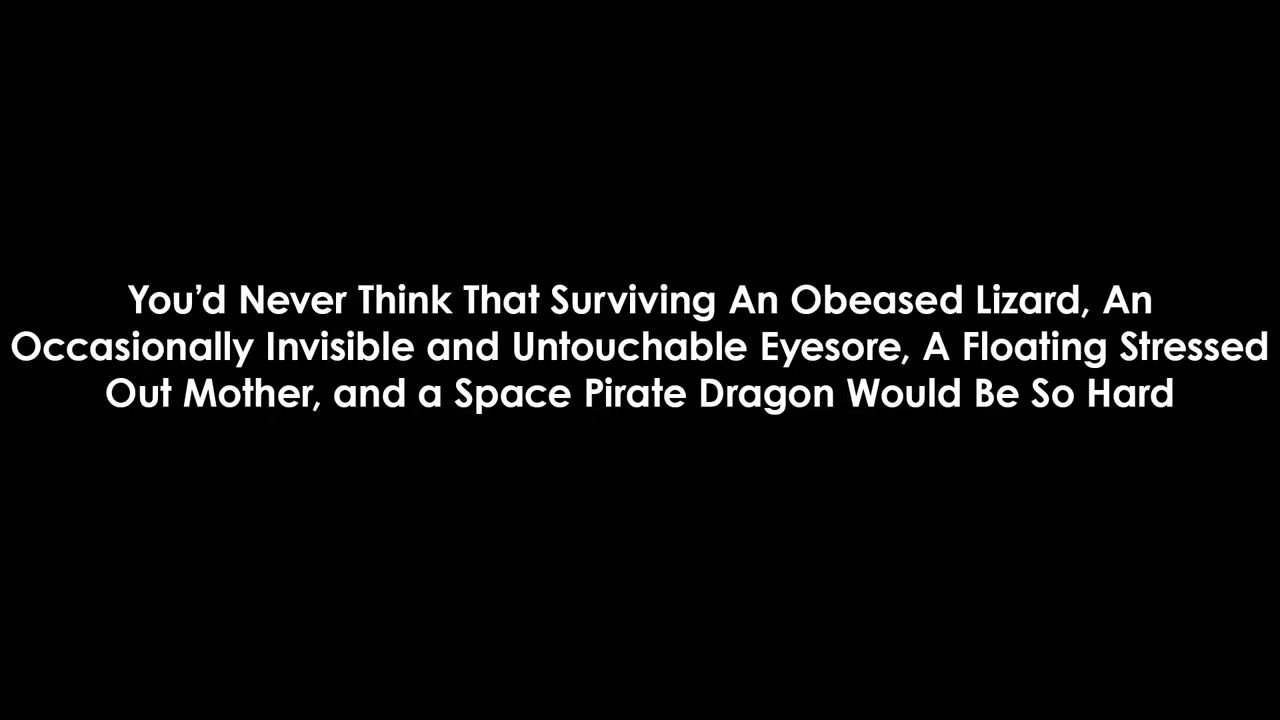 You’d Never Think That Surviving An Obeased Lizard, An
Occasionally Invisible and Untouchable Eyesore, A Floating Stressed
Out Mother, and a Space Pirate Dragon Would Be So Hard